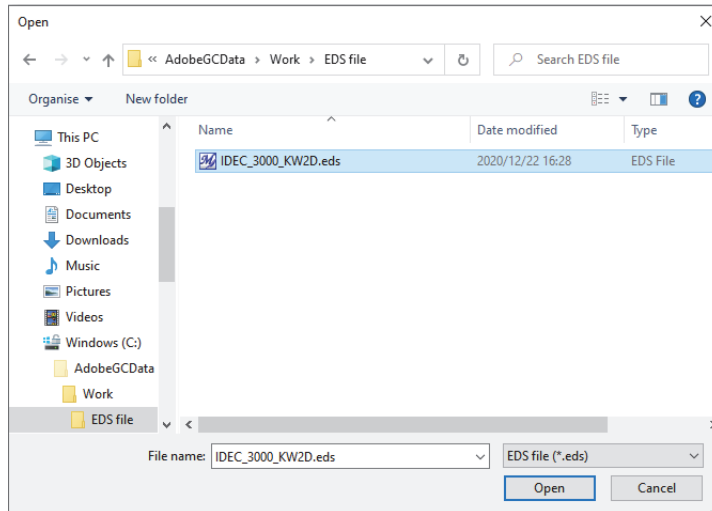 Open
« AdobeGCData > Work > EDS file
Search EDS file
Organise
New folder
Name
Date modified
Type
This PC
3D Objects
Desktop
Documents
Downloads
Music
Pictures
Videos
Windows (C:)
AdobeGCData
Work
EDS file
IDEC_3000_KW2D.eds
2020/12/22 16:28
EDS File
File name:
IDEC_3000_KW2D.eds
EDS file (*.eds)
Open
Cancel